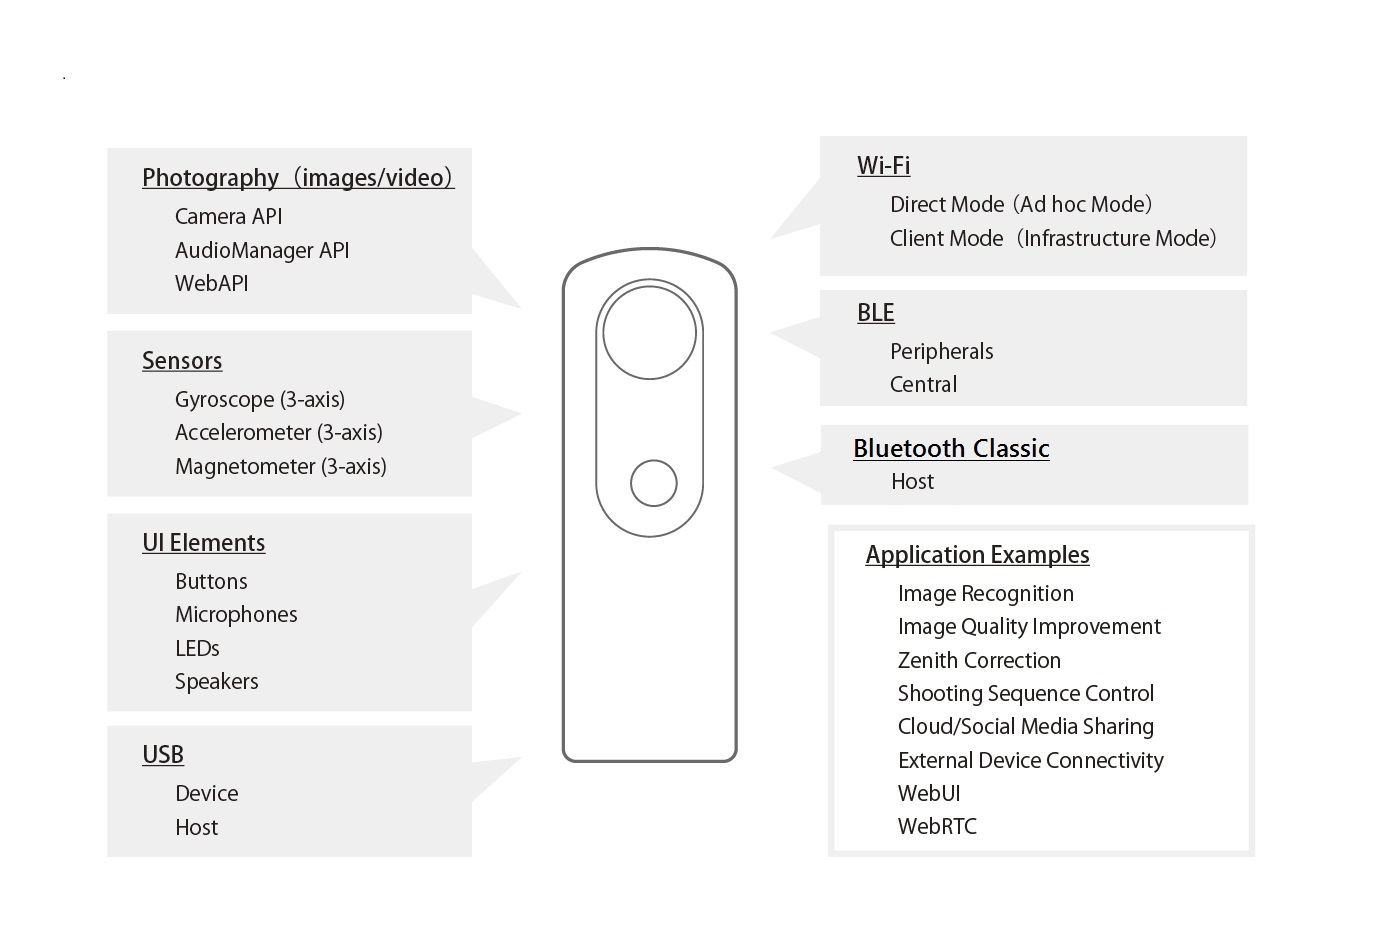 Photography（images/video）
Camera API
AudioManager API
WebAPI
Sensors
Gyroscope (3-axis)
Accelerometer (3-axis)
Magnetometer (3-axis)
UI Elements
Buttons
Microphones
LEDs
Speakers
USB
Device
Host
Wi-Fi
Direct Mode（Ad hoc Mode）
Client Mode（Infrastructure Mode）
BLE
Peripherals
Central
Bluetooth Classic
Host
Application Examples
Image Recognition
Image Quality Improvement
Zenith Correction
Shooting Sequence Control
Cloud/Social Media Sharing
External Device Connectivity
WebUI
WebRTC